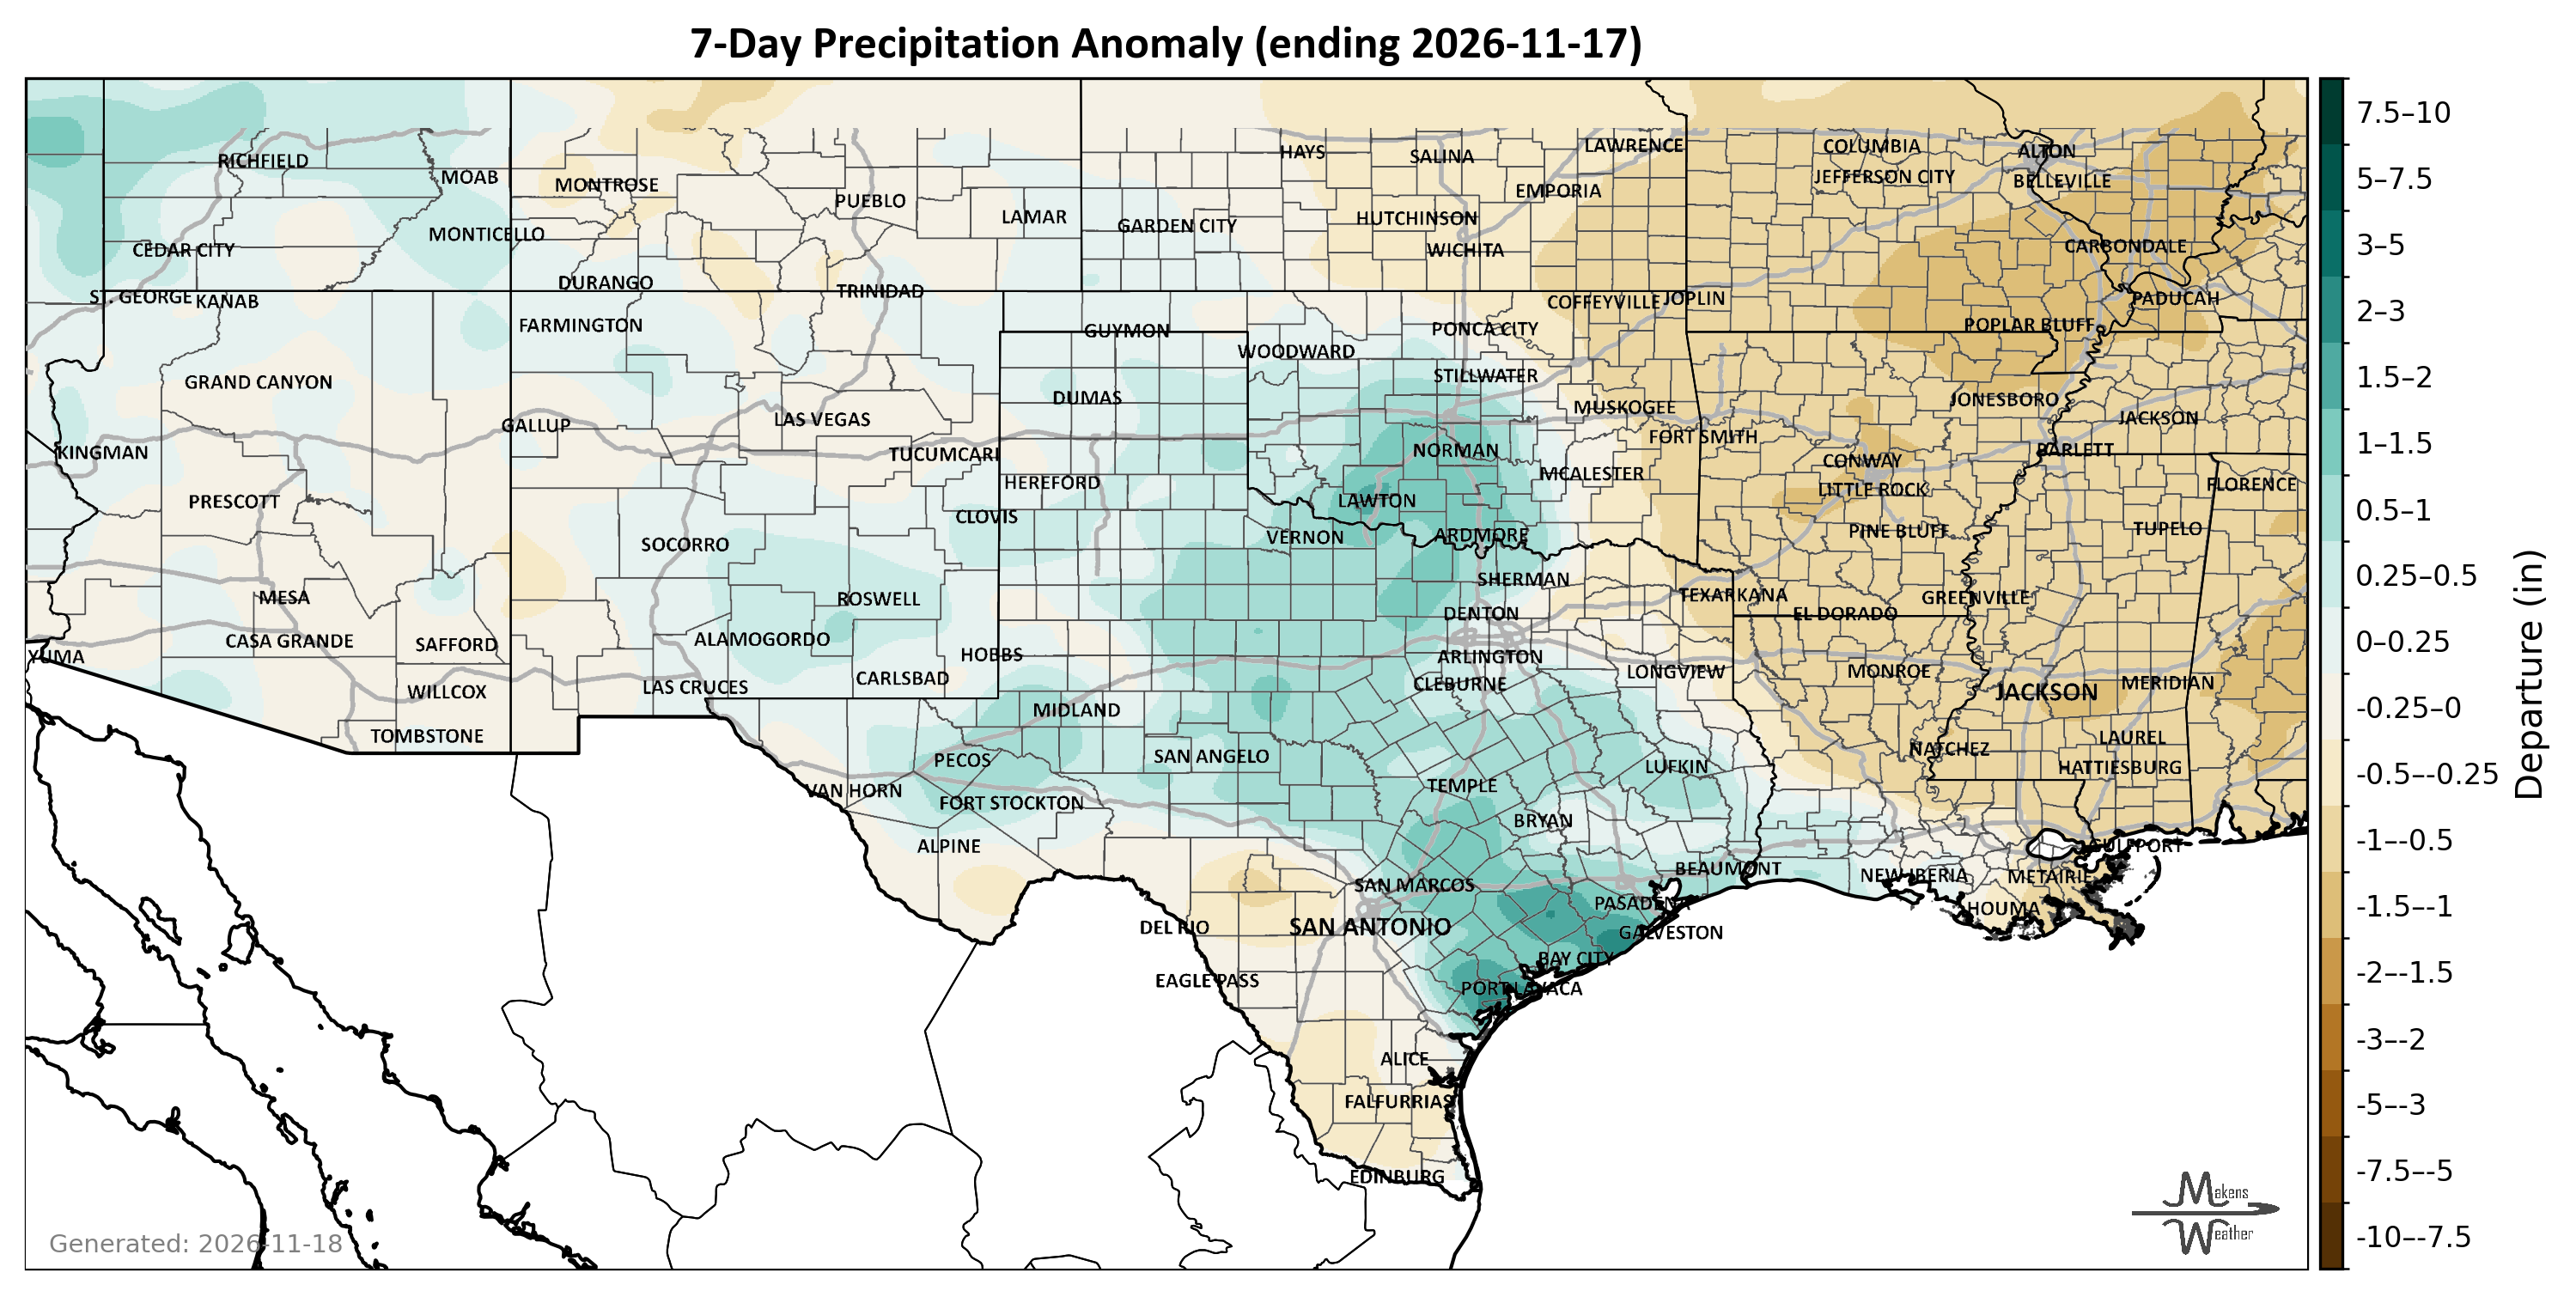 7-Day Precipitation Anomaly (ending 2026-11-17)
RICHFIELD
MOAB
MONTROSE
PUEBLO
LAMAR
GARDEN CITY
HAYS
SALINA
LAWRENCE
EMPORIA
HUTCHINSON
WICHITA
COLUMBIA
JEFFERSON CITY
ALTON
BELLEVILLE
CARBONDALE
CEDAR CITY
MONTICELLO
DURANGO
TRINIDAD
ST. GEORGE
KANAB
FARMINGTON
GUYMON
WOODWARD
PONCA CITY
COFFEYVILLE
JOPLIN
POPLAR BLUFF
PADUCAH
GRAND CANYON
DUMAS
STILLWATER
MUSKOGEE
JONESBORO
JACKSON
GALLUP
LAS VEGAS
KINGMAN
TUCUMCARI
NORMAN
FORT SMITH
BARLETT
HEREFORD
MCALESTER
CONWAY
LITTLE ROCK
FLORENCE
PRESCOTT
CLOVIS
LAWTON
SOCORRO
VERNON
ARDMORE
PINE BLUFF
TUPELO
MESA
ROSWELL
SHERMAN
TEXARKANA
GREENVILLE
CASA GRANDE
SAFFORD
ALAMOGORDO
DENTON
EL DORADO
YUMA
HOBBS
ARLINGTON
LONGVIEW
MONROE
WILLCOX
LAS CRUCES
CARLSBAD
CLEBURNE
JACKSON
MERIDIAN
TOMBSTONE
MIDLAND
PECOS
SAN ANGELO
LUFKIN
NATCHEZ
LAUREL
HATTIESBURG
VAN HORN
FORT STOCKTON
TEMPLE
BRYAN
ALPINE
GULFPORT
SAN MARCOS
BEAUMONT
NEW IBERIA
METAIRIE
DEL RIO
SAN ANTONIO
PASADENA
GALVESTON
HOUMA
EAGLE PASS
BAY CITY
PORT LAVACA
ALICE
FALFURRIAS
EDINBURG
Generated: 2026-11-18
Makens
Weather
7.5–10
5–7.5
3–5
2–3
1.5–2
1–1.5
0.5–1
0.25–0.5
0–0.25
-0.25–0
-0.5–-0.25
-1–-0.5
-1.5–-1
-2–-1.5
-3–-2
-5–-3
-7.5–-5
-10–-7.5
Departure (in)